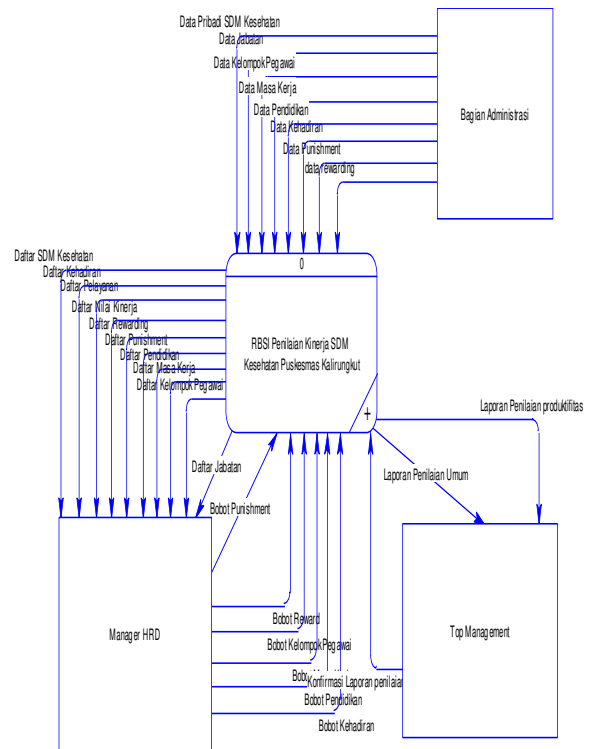 Data Pribadi SDM Kesehatan
Data Jabatan
Data Kelompok Pegawai
Data Masa Kerja
Data Pendidikan
Data Kehadiran
Data Punishment
data rewarding
Bagian Administrasi
0
RBSI Penilaian Kinerja SDM
Kesehatan Puskesmas Kalirungkut
+
Daftar SDM Kesehatan
Daftar Kehadiran
Daftar Pelayanan
Daftar Nilai Kinerja
Daftar Rewarding
Daftar Punishment
Daftar Pendidikan
Daftar Masa Kerja
Daftar Kelompok Pegawai
Daftar Jabatan
Bobot Punishment
Laporan Penilaian produktifitas
Laporan Penilaian Umum
Manager HRD
Top Management
Bobot Reward
Bobot Kelompok Pegawai
Konfirmasi Laporan penilaian
Bobot Pendidikan
Bobot Kehadiran